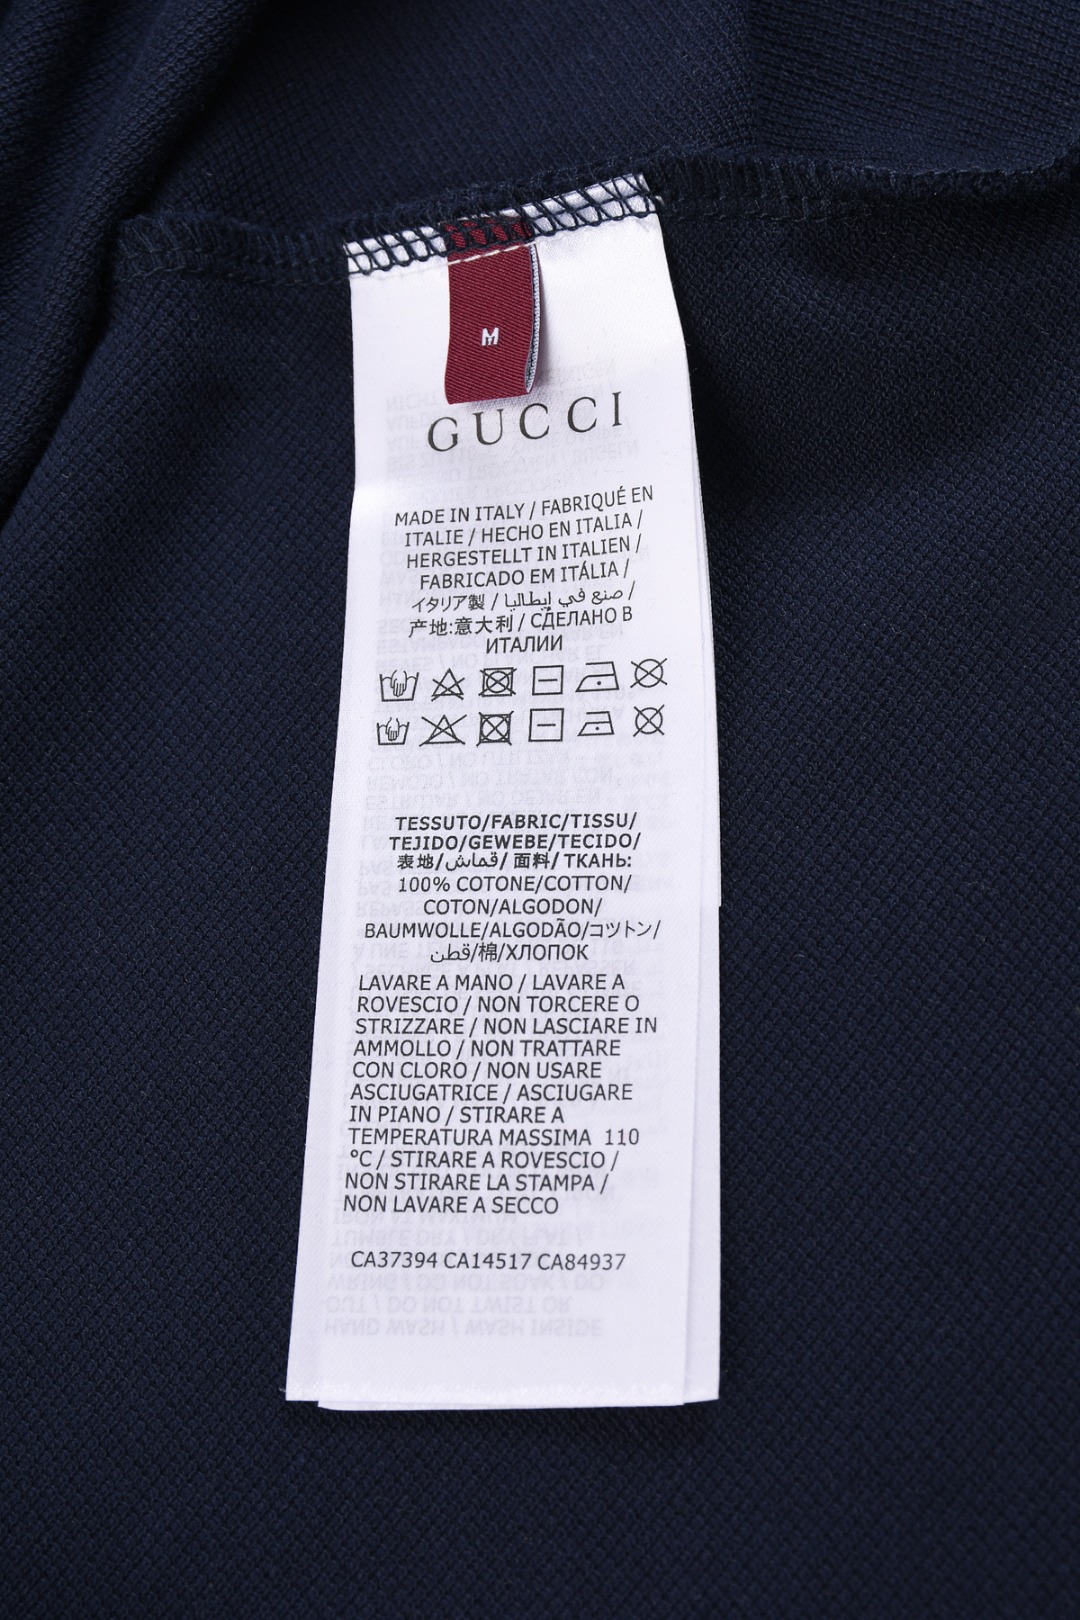 M
GUCCI
MADE IN ITALY / FABRIQUÉ EN
ITALIE / HECHO EN ITALIA /
HERGESTELLT IN ITALIEN /
FABRICADO EM ITÁLIA /
イタリア製 / صنع في إيطاليا /
产地:意大利 / СДЕЛАНО В
ИТАЛИИ
TESSUTO/FABRIC/TISSU/
TEJIDO/GEWEBE/TECIDO/
表地/قماش/ 面料/ ТКАНЬ:
100% COTONE/COTTON/
COTON/ALGODON/
BAUMWOLLE/ALGODÃO/コットン/
قطن/棉/ХЛОПОК
LAVARE A MANO / LAVARE A
ROVESCIO / NON TORCERE O
STRIZZARE / NON LASCIARE IN
AMMOLLO / NON TRATTARE
CON CLORO / NON USARE
ASCIUGATRICE / ASCIUGARE
IN PIANO / STIRARE A
TEMPERATURA MASSIMA 110
°C / STIRARE A ROVESCIO /
NON STIRARE LA STAMPA /
NON LAVARE A SECCO
CA37394 CA14517 CA84937